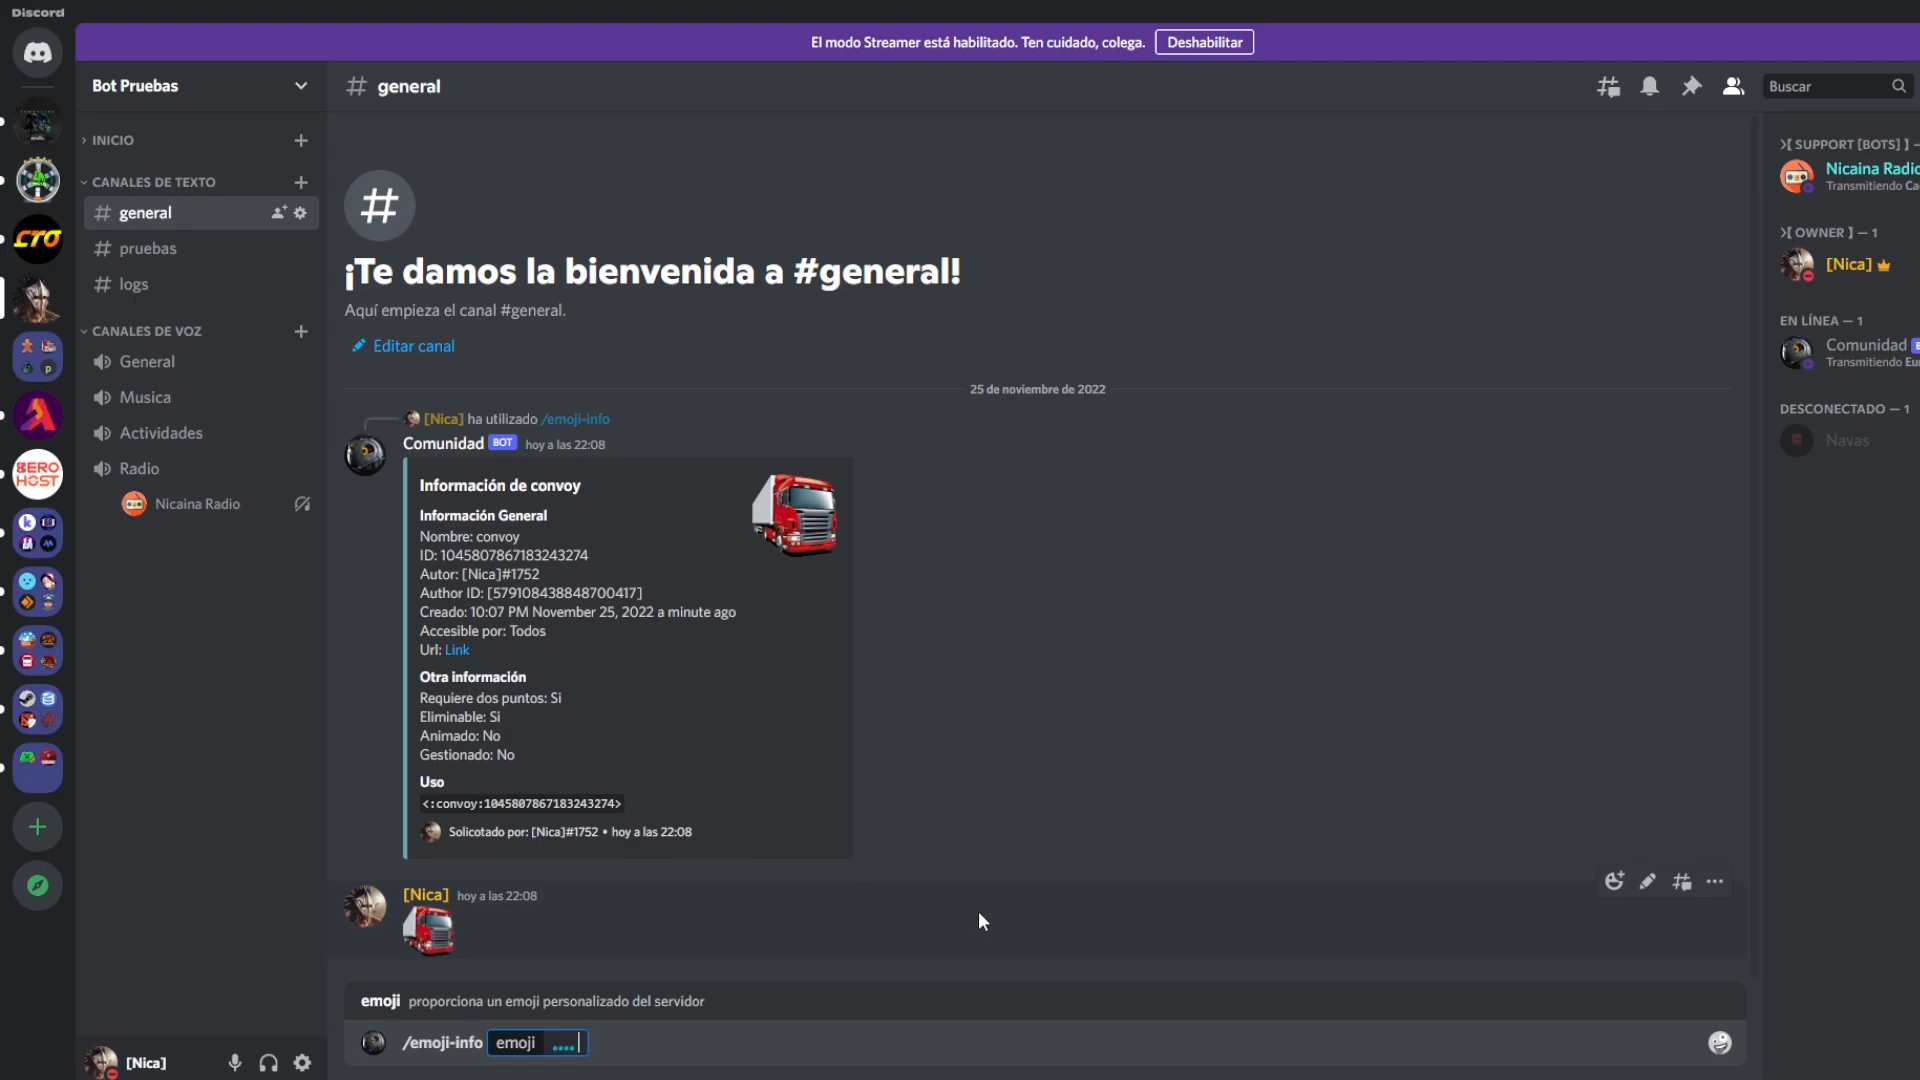 Discord
El modo Streamer está habilitado. Ten cuidado, colega. Deshabilitar
Bot Pruebas
general
Buscar
INICIO
CANALES DE TEXTO
general
pruebas
logs
CANALES DE VOZ
General
Musica
Actividades
Radio
Nicaina Radio
CTO
BERO
HOST
[Nica]
¡Te damos la bienvenida a #general!
Aquí empieza el canal #general.
Editar canal
25 de noviembre de 2022
[Nica] ha utilizado /emoji-info
Comunidad BOT hoy a las 22:08
Información de convoy
Información General
Nombre: convoy
ID: 1045807867183243274
Autor: [Nica]#1752
Author ID: [579108438848700417]
Creado: 10:07 PM November 25, 2022 a minute ago
Accesible por: Todos
Url: Link
Otra información
Requiere dos puntos: Si
Eliminable: Si
Animado: No
Gestionado: No
Uso
<:convoy:1045807867183243274>
Solicotado por: [Nica]#1752 • hoy a las 22:08
[Nica] hoy a las 22:08
emoji proporciona un emoji personalizado del servidor
/emoji-info emoji ....
>[ SUPPORT [BOTS] ] —
Nicaina Radio
Transmitiendo
>[ OWNER ] — 1
[Nica]
EN LÍNEA — 1
Comunidad
Transmitiendo
DESCONECTADO — 1
Navas